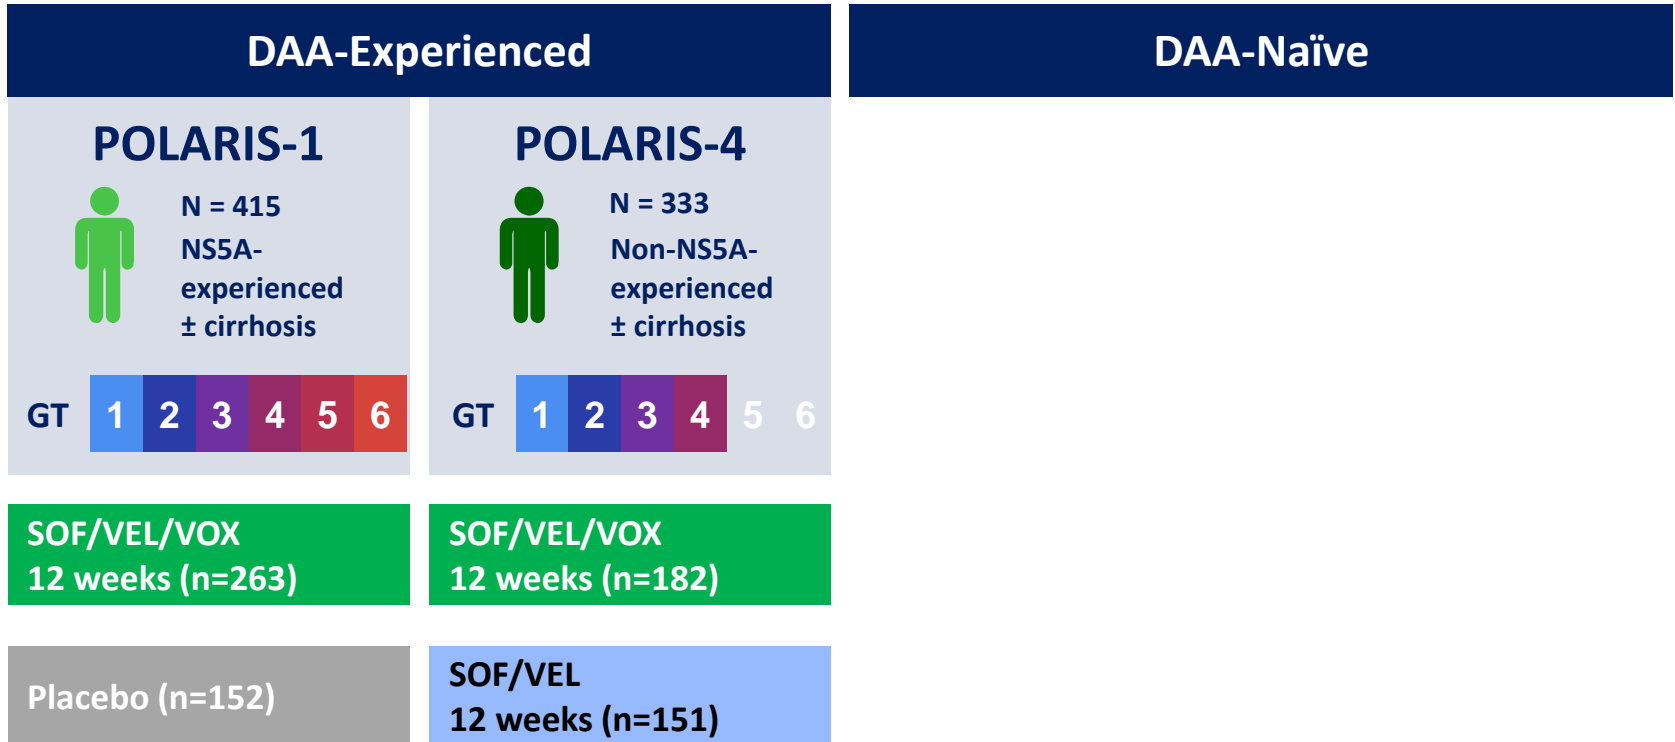 DAA-Experienced
DAA-Naïve
POLARIS-1
N = 415
NS5A-
experienced
± cirrhosis
GT 1 2 3 4 5 6
POLARIS-4
N = 333
Non-NS5A-
experienced
± cirrhosis
GT 1 2 3 4 5 6
SOF/VEL/VOX
12 weeks (n=263)
SOF/VEL/VOX
12 weeks (n=182)
Placebo (n=152)
SOF/VEL
12 weeks (n=151)